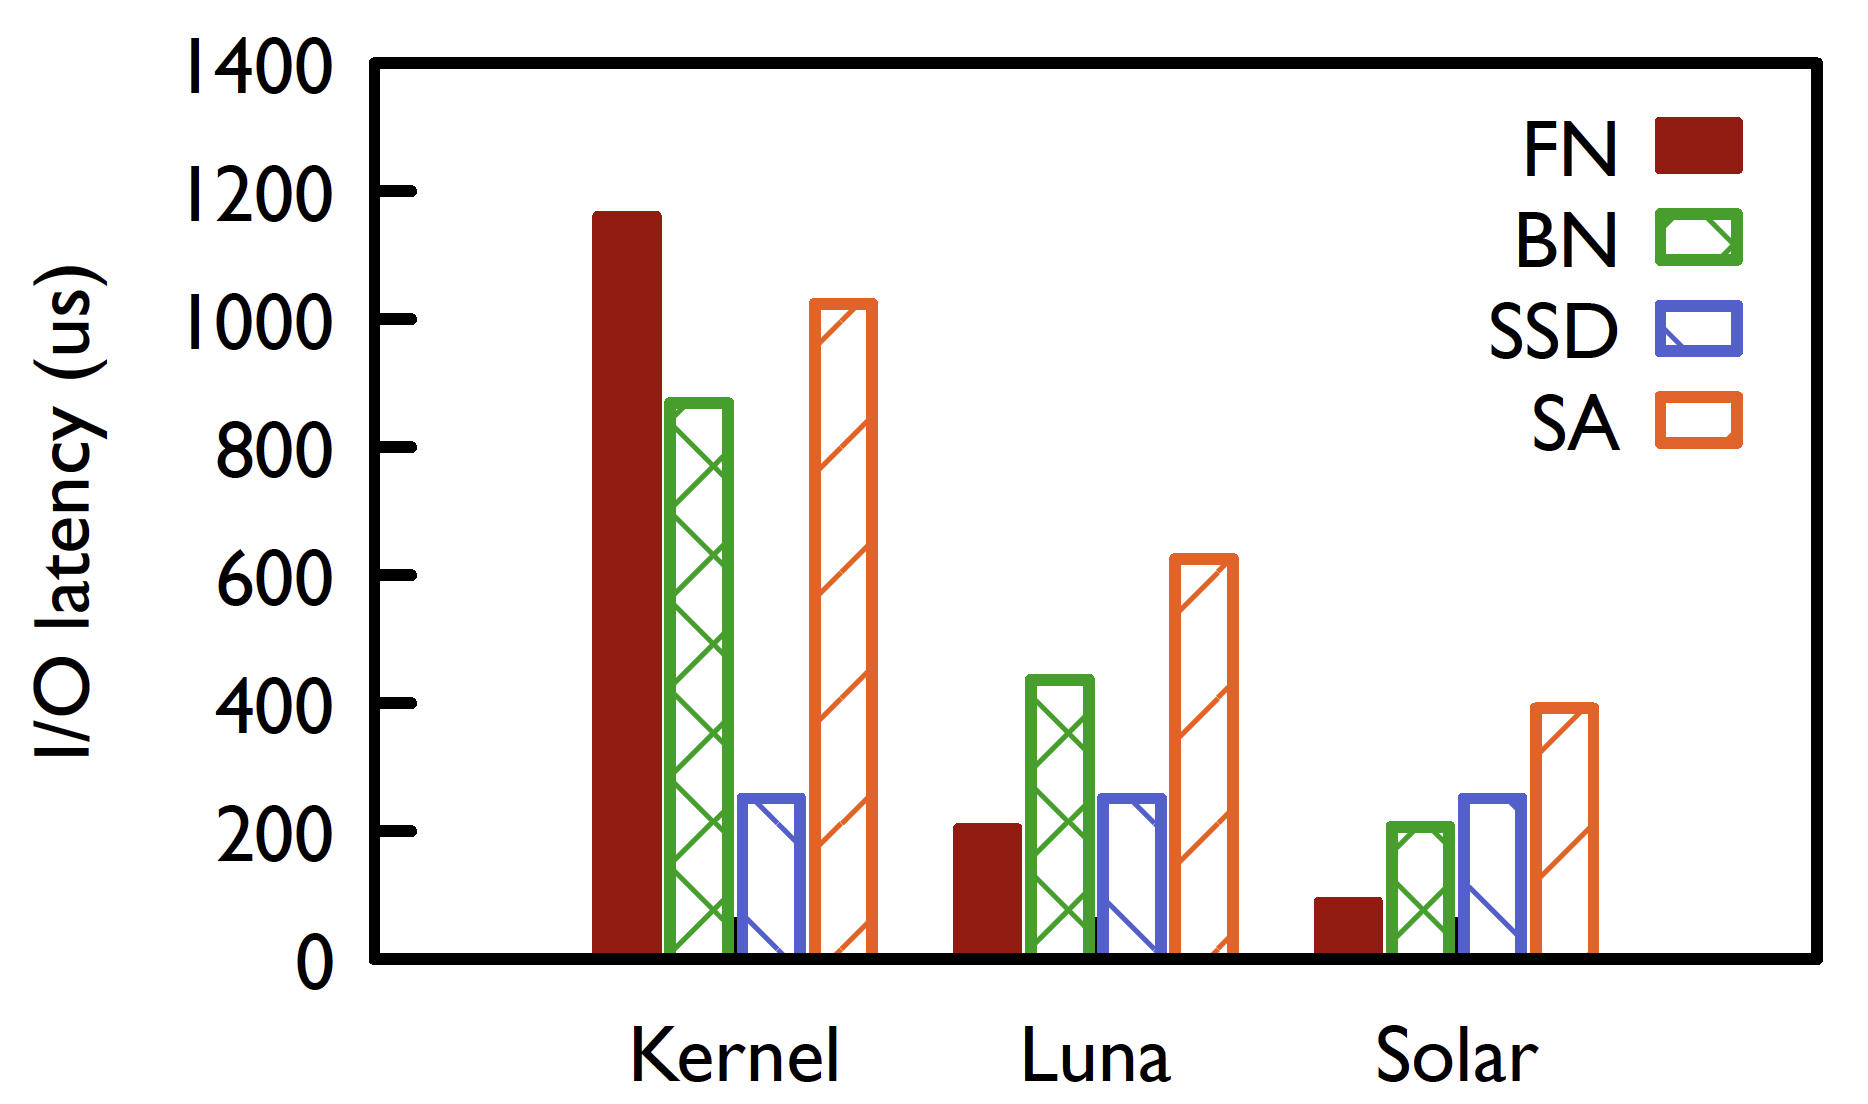 I/O latency (us)
1400
1200
1000
800
600
400
200
0
FN
BN
SSD
SA
Kernel Luna Solar